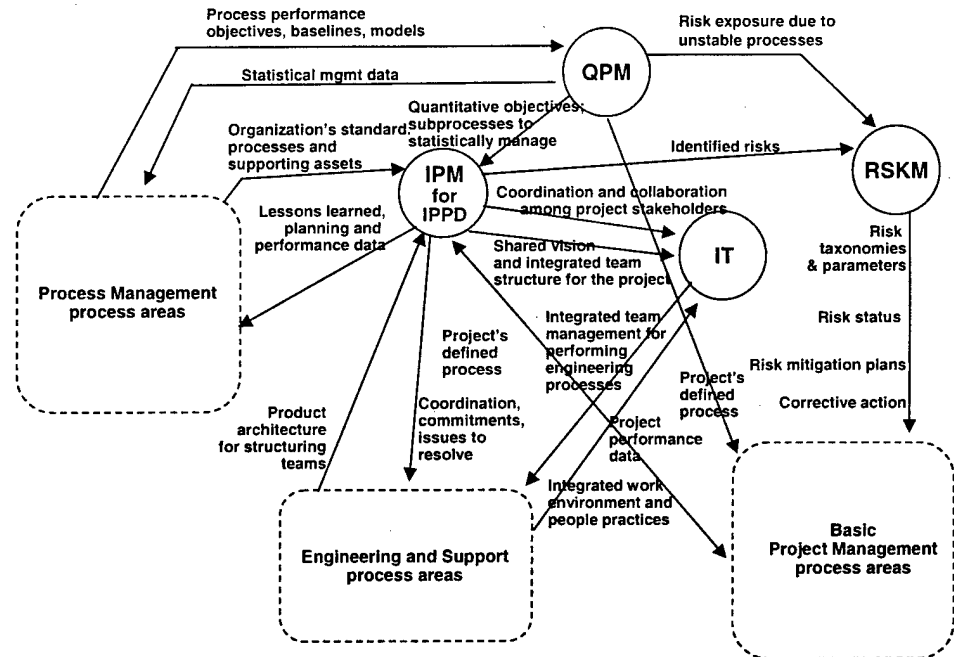 Process performance
objectives, baselines, models
Risk exposure due to
unstable processes
QPM
Statistical mgmt data
Quantitative objectives;
subprocesses to
statistically manage
Organization's standard
processes and
supporting assets
Identified risks
RSKM
IPM
for
IPPD
Coordination and collaboration
among project stakeholders
Lessons learned,
planning and
performance data
Shared vision
and integrated team
structure for the project
IT
Risk
taxonomies
& parameters
Process Management
process areas
Risk status
Integrated team
management for
performing
engineering
processes
Project's
defined
process
Risk mitigation plans
Project's
defined
process
Corrective action
Product
architecture
for structuring
teams
Coordination,
commitments,
issues to
resolve
Project
performance
data
Integrated work
environment and
people practices
Engineering and Support
process areas
Basic
Project Management
process areas